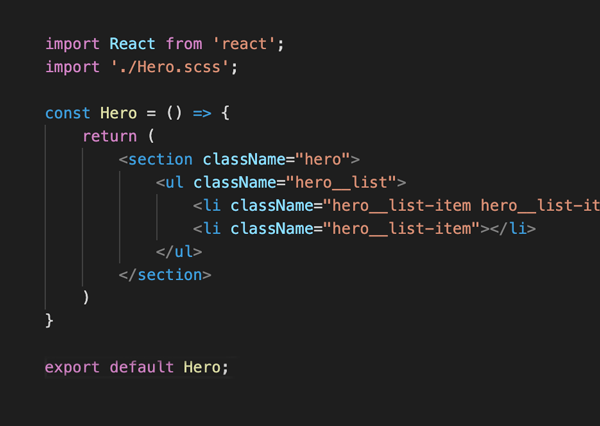 import React from 'react';
import './Hero.scss';
const Hero = () => {
return (
<section className="hero">
<ul className="hero__list">
<li className="hero__list-item hero__list-it
<li className="hero__list-item"></li>
</ul>
</section>
)
}
export default Hero;